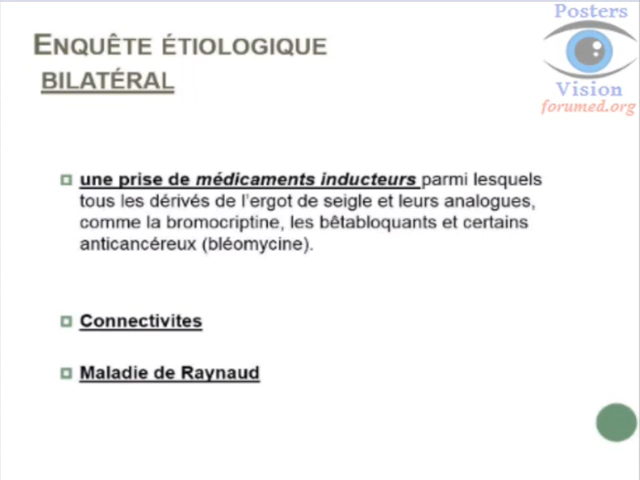 Posters
ENQUÊTE ÉTIOLOGIQUE
BILATÉRAL
Vision
forumed.org
une prise de médicaments inducteurs parmi lesquels
tous les dérivés de l'ergot de seigle et leurs analogues,
comme la bromocriptine, les bêtabloquants et certains
anticancéreux (bléomycine).
Connectivites
Maladie de Raynaud